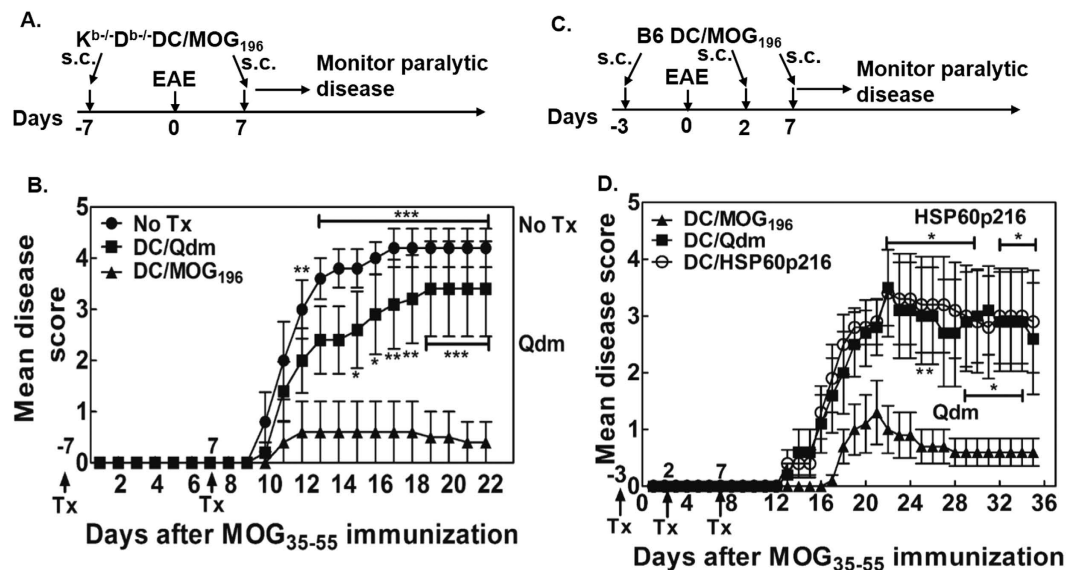 A.
K^b-/-D^b-/-DC/MOG₁₉₆
s.c. s.c.
EAE
Monitor paralytic
disease
Days
-7 0 7
B.
No Tx
DC/Qdm
DC/MOG₁₉₆
***
No Tx
**
Qdm
* * ** ** ***
Mean disease
score
5
4
3
2
1
0
-7
7
Tx Tx
2 4 6 8 10 12 14 16 18 20 22
Days after MOG₃₅₋₅₅ immunization
C.
B6 DC/MOG₁₉₆
s.c. s.c. s.c.
EAE
Monitor paralytic
disease
Days
-3 0 2 7
D.
DC/MOG₁₉₆
DC/Qdm
DC/HSP60p216
HSP60p216
* *
** *
Qdm
Mean disease score
5
4
3
2
1
0
-3 2 7
Tx Tx Tx
0 4 8 12 16 20 24 28 32 36
Days after MOG₃₅₋₅₅ immunization